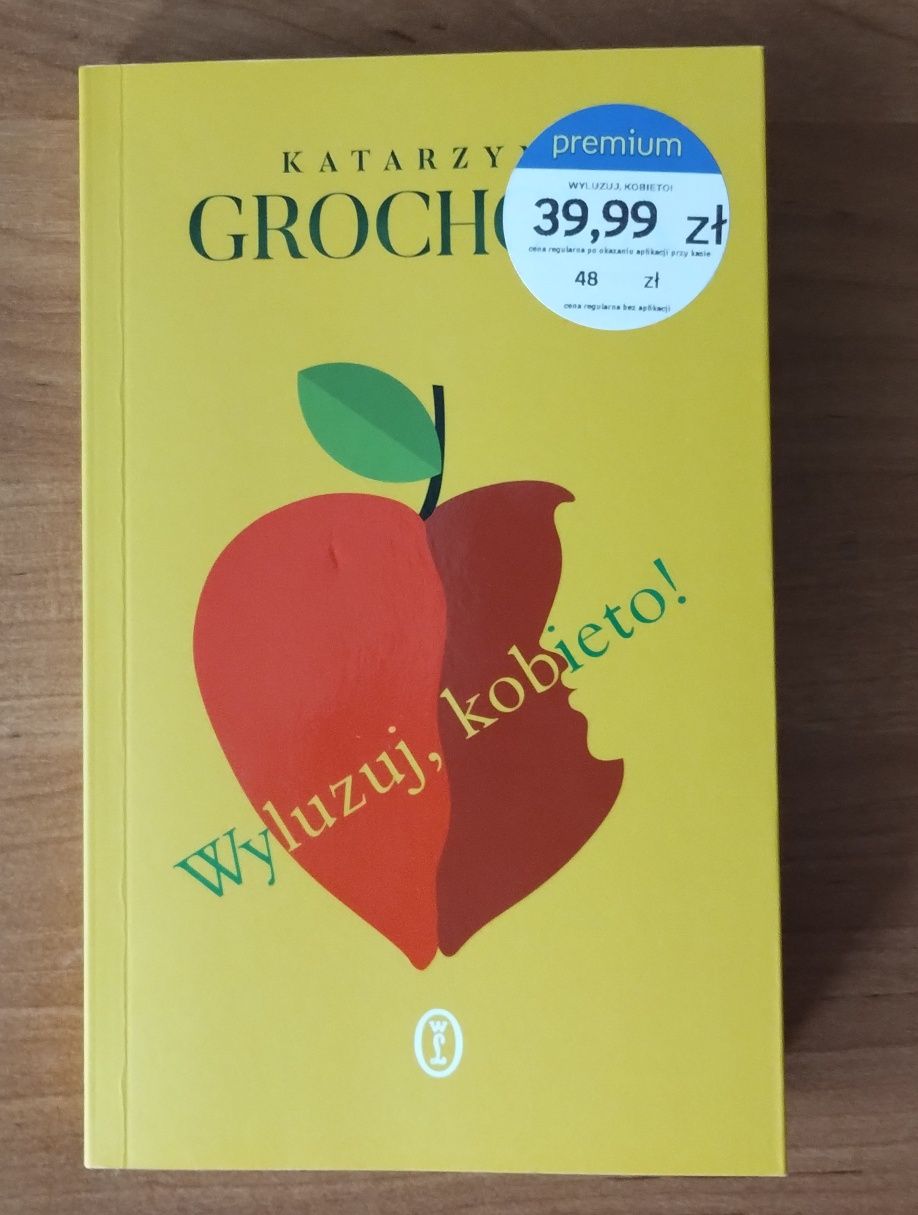 KATARZY
GROCHO
premium
WYLUZUJ, KOBIETO!
39,99 zł
cena regularna po okazaniu aplikacji przy kasie
48 zł
cena regularna bez aplikacji
Wyluzuj, kobieto!
WL